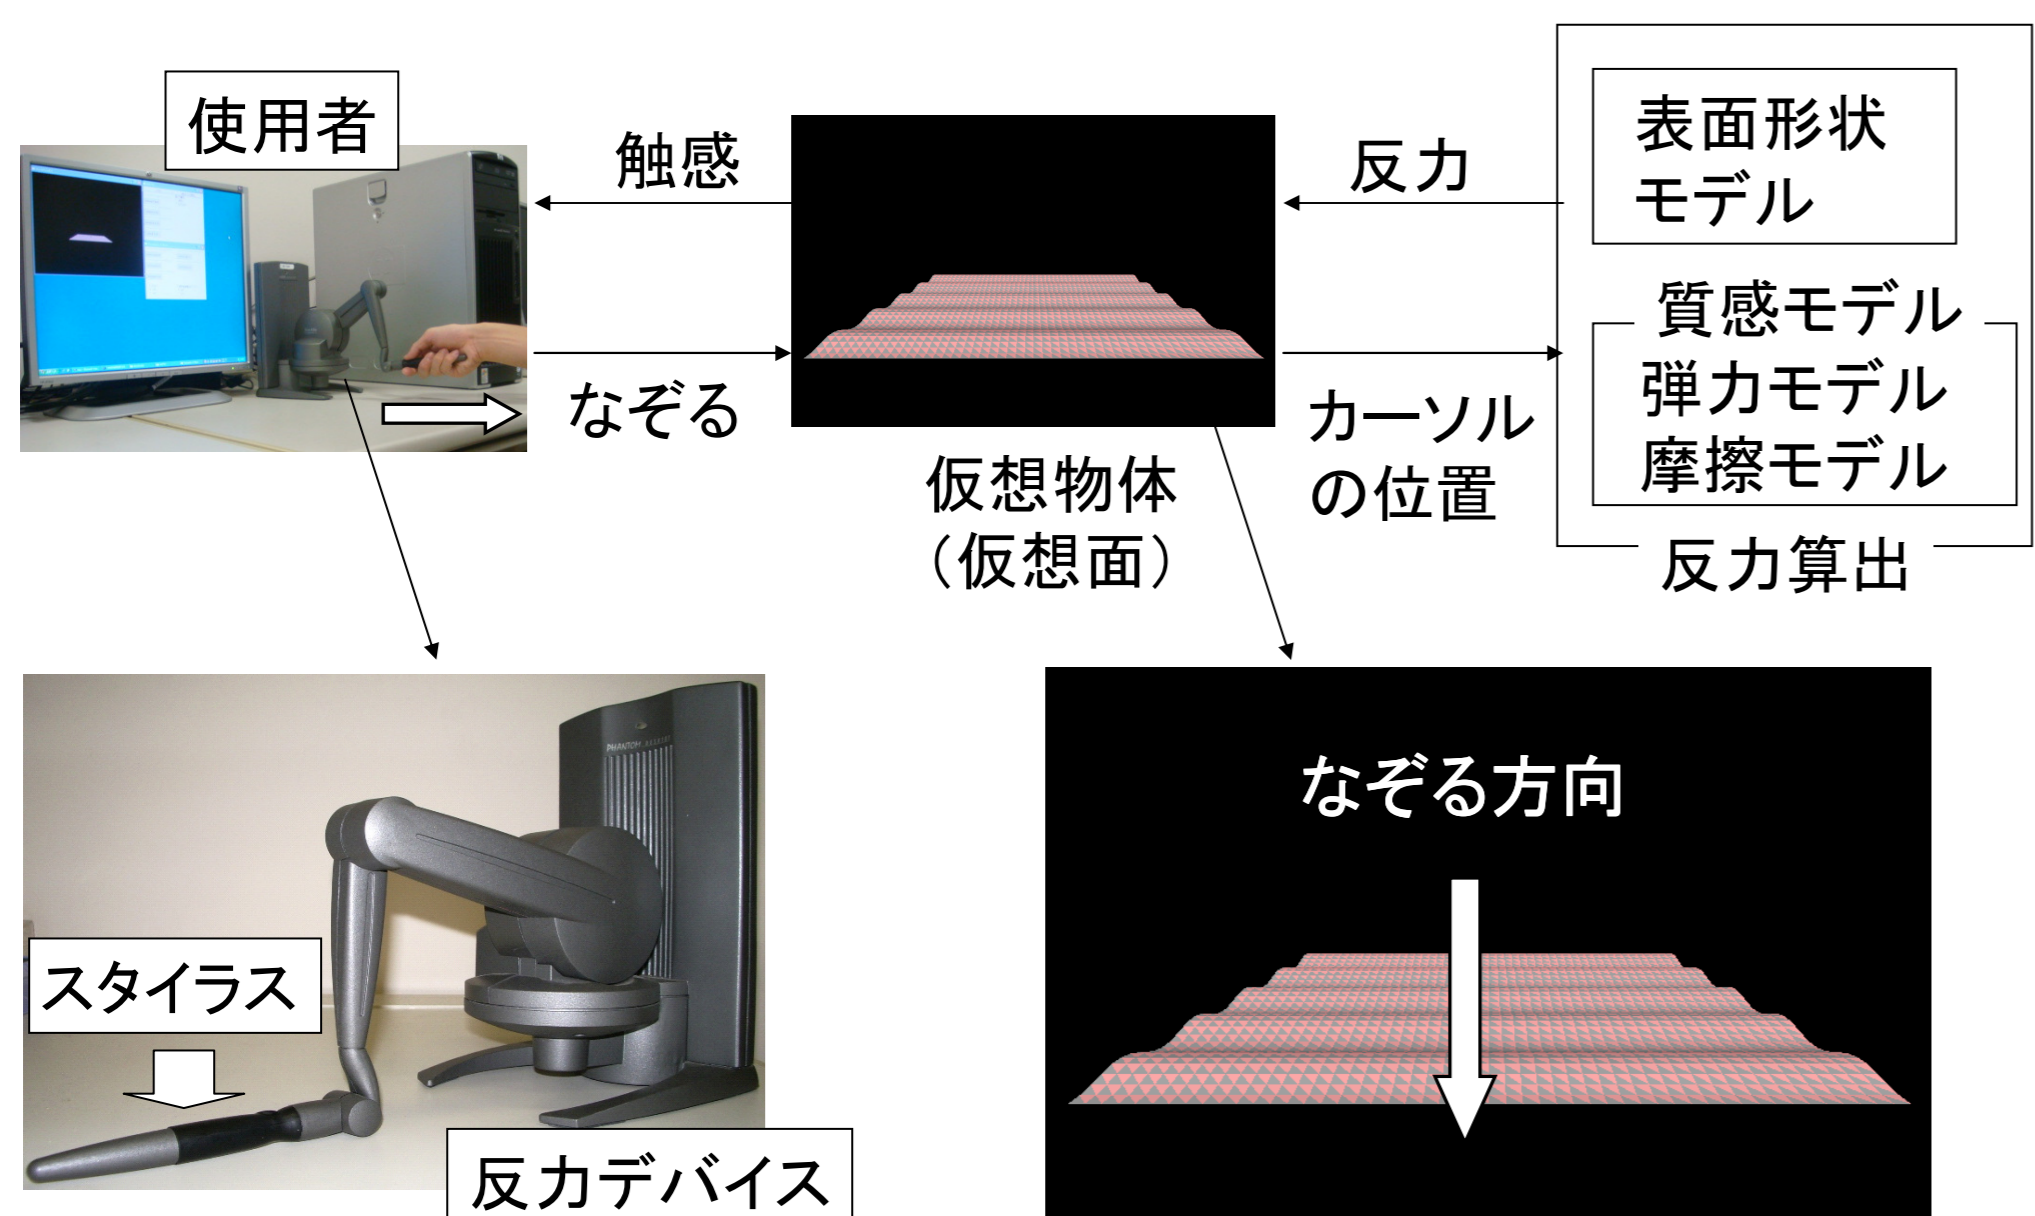 使用者
触感
反力
表面形状
モデル
質感モデル
弾力モデル
摩擦モデル
なぞる
カーソル
の位置
仮想物体
（仮想面）
反力算出
PHANTOM
なぞる方向
スタイラス
反力デバイス